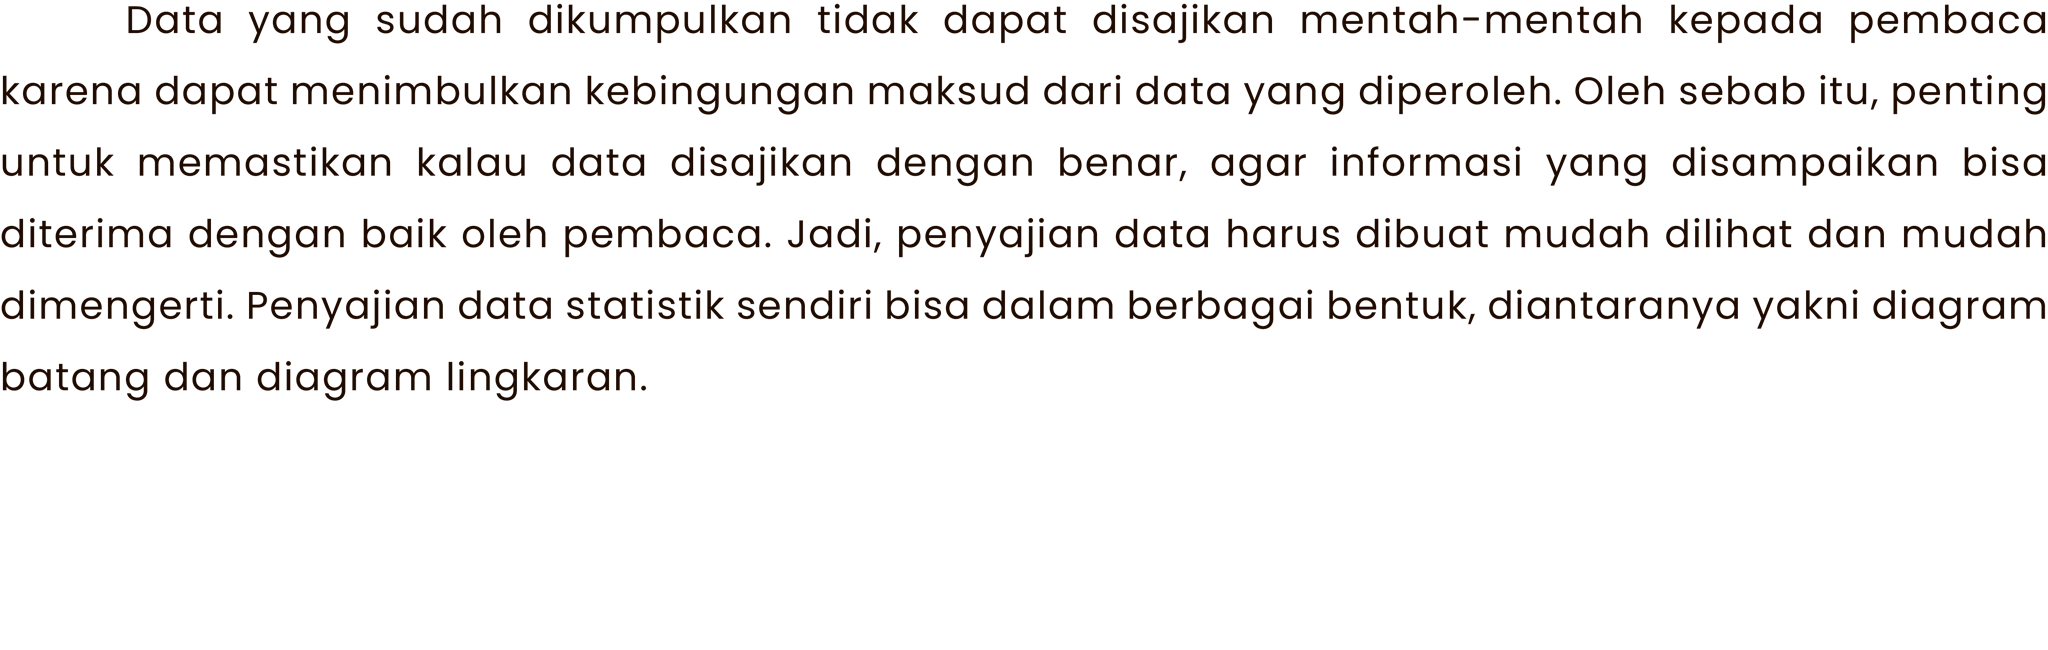 Data yang sudah dikumpulkan tidak dapat disajikan mentah-mentah kepada pembaca
karena dapat menimbulkan kebingungan maksud dari data yang diperoleh. Oleh sebab itu, penting
untuk memastikan kalau data disajikan dengan benar, agar informasi yang disampaikan bisa
diterima dengan baik oleh pembaca. Jadi, penyajian data harus dibuat mudah dilihat dan mudah
dimengerti. Penyajian data statistik sendiri bisa dalam berbagai bentuk, diantaranya yakni diagram
batang dan diagram lingkaran.